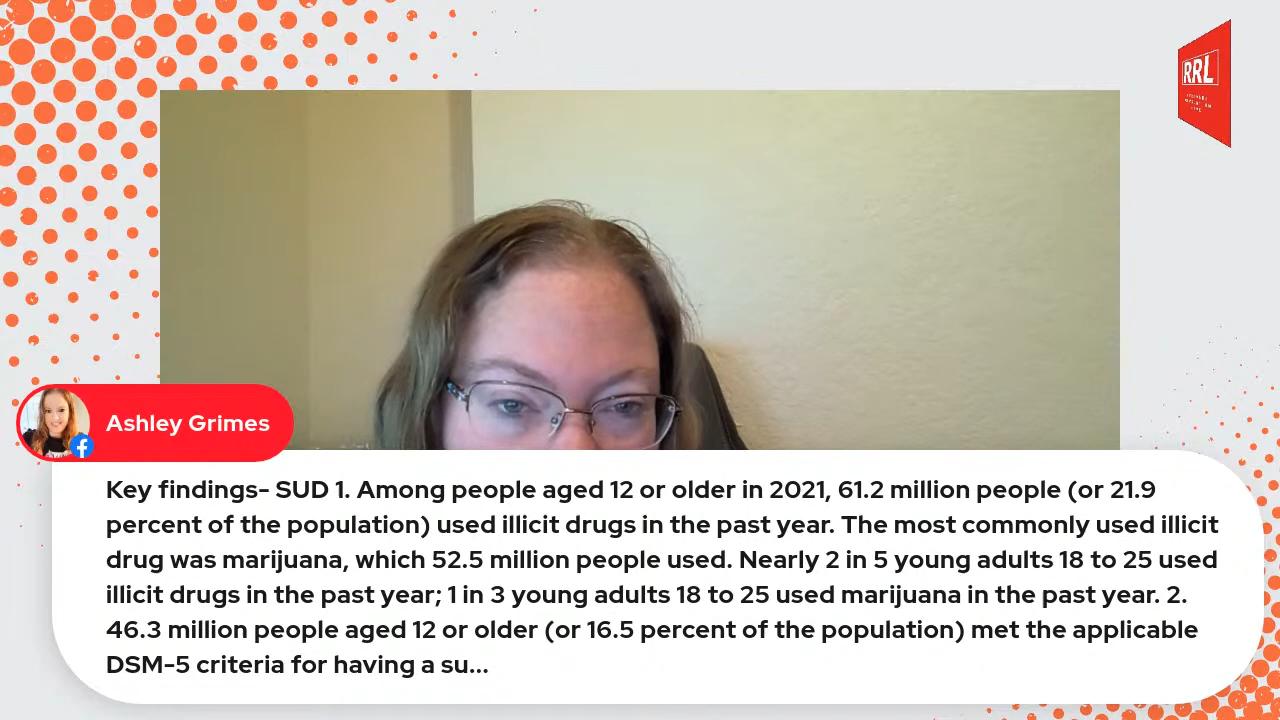 RRL
Ashley Grimes
Key findings- SUD 1. Among people aged 12 or older in 2021, 61.2 million people (or 21.9
percent of the population) used illicit drugs in the past year. The most commonly used illicit
drug was marijuana, which 52.5 million people used. Nearly 2 in 5 young adults 18 to 25 used
illicit drugs in the past year; 1 in 3 young adults 18 to 25 used marijuana in the past year. 2.
46.3 million people aged 12 or older (or 16.5 percent of the population) met the applicable
DSM-5 criteria for having a su...